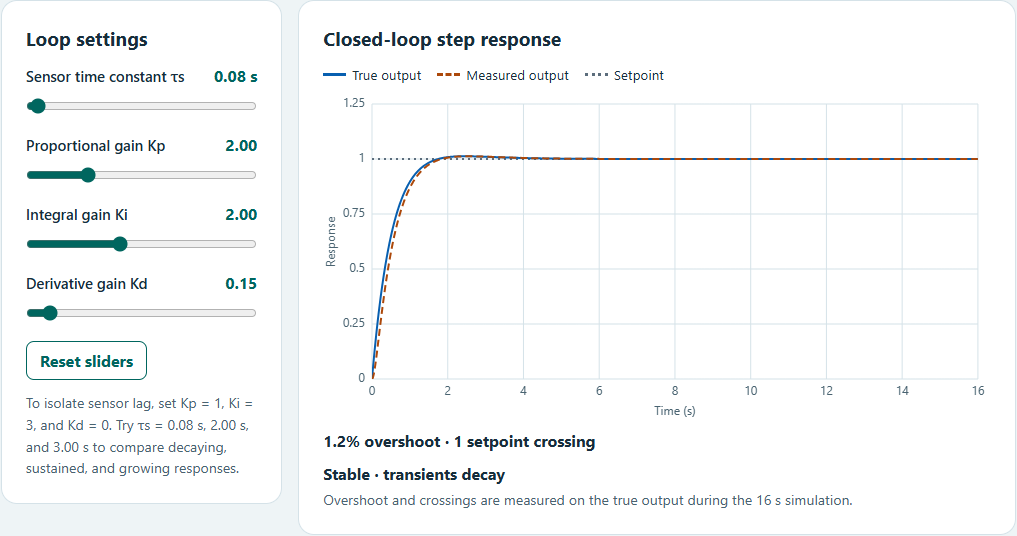 Loop settings
Sensor time constant τs 0.08 s
Proportional gain Kp 2.00
Integral gain Ki 2.00
Derivative gain Kd 0.15
Reset sliders
To isolate sensor lag, set Kp = 1, Ki =
3, and Kd = 0. Try τs = 0.08 s, 2.00 s,
and 3.00 s to compare decaying,
sustained, and growing responses.
Closed-loop step response
True output Measured output Setpoint
1.25
1
0.75
0.5
0.25
0
Response
0 2 4 6 8 10 12 14 16
Time (s)
1.2% overshoot · 1 setpoint crossing
Stable · transients decay
Overshoot and crossings are measured on the true output during the 16 s simulation.